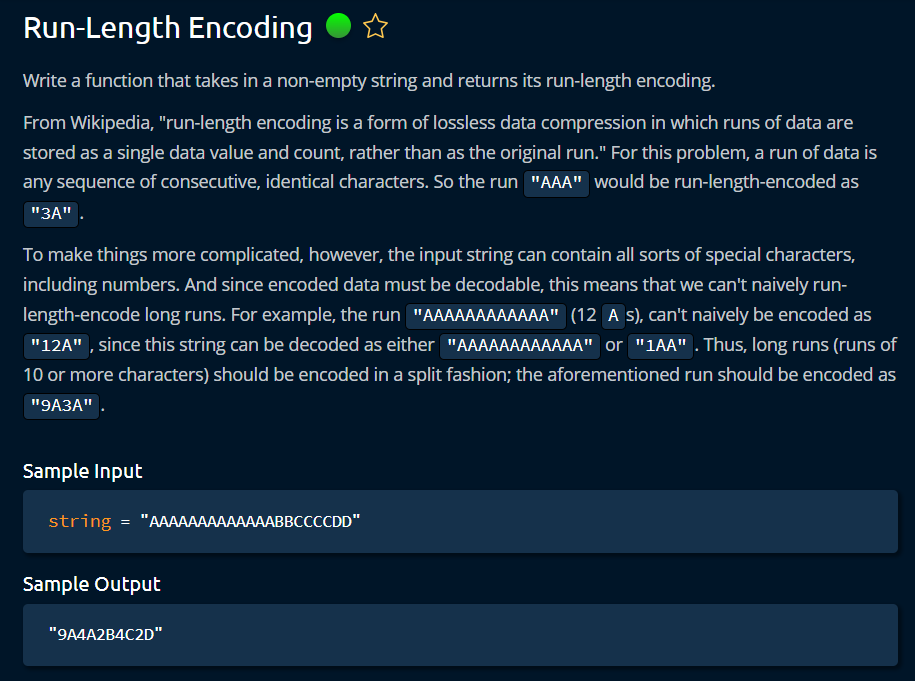 Run-Length Encoding
Write a function that takes in a non-empty string and returns its run-length encoding.
From Wikipedia, "run-length encoding is a form of lossless data compression in which runs of data are
stored as a single data value and count, rather than as the original run." For this problem, a run of data is
any sequence of consecutive, identical characters. So the run "AAA" would be run-length-encoded as
"3A".
To make things more complicated, however, the input string can contain all sorts of special characters,
including numbers. And since encoded data must be decodable, this means that we can't naively run-
length-encode long runs. For example, the run "AAAAAAAAAAAA" (12 As), can't naively be encoded as
"12A", since this string can be decoded as either "AAAAAAAAAAAA" or "1AA". Thus, long runs (runs of
10 or more characters) should be encoded in a split fashion; the aforementioned run should be encoded as
"9A3A".
Sample Input
string = "AAAAAAAAAAAAABBCCCCDD"
Sample Output
"9A4A2B4C2D"